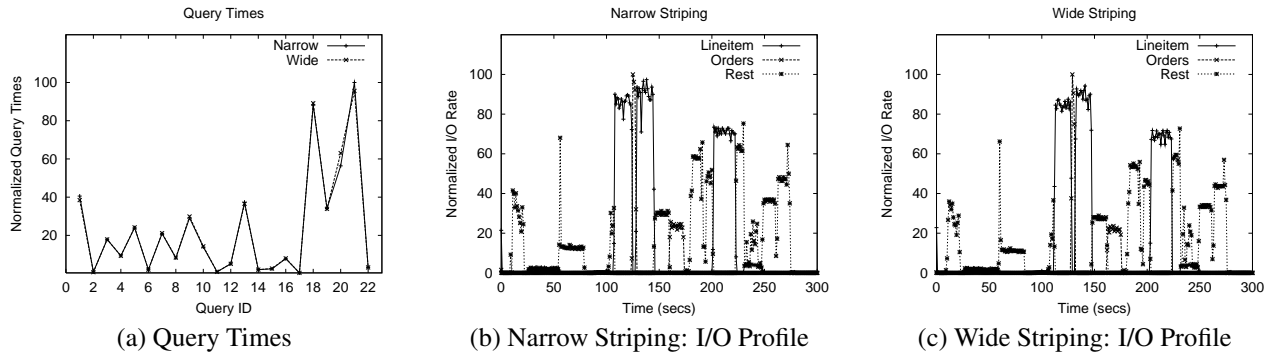 Query Times
Normalized Query Times
100
80
60
40
20
0 2 4 6 8 10 12 14 16 18 20 22
Query ID
Narrow
Wide
(a) Query Times
Narrow Striping
Normalized I/O Rate
120
100
80
60
40
20
0
0 50 100 150 200 250 300
Time (secs)
Lineitem
Orders
Rest
(b) Narrow Striping: I/O Profile
Wide Striping
Normalized I/O Rate
120
100
80
60
40
20
0
0 50 100 150 200 250 300
Time (secs)
Lineitem
Orders
Rest
(c) Wide Striping: I/O Profile